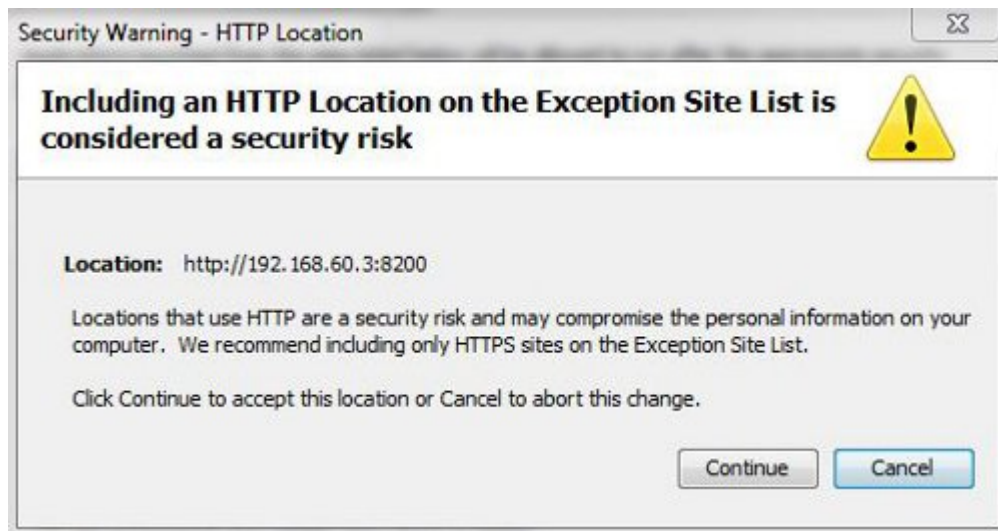 Security Warning - HTTP Location
Including an HTTP Location on the Exception Site List is
considered a security risk
Location: http://192.168.60.3:8200
Locations that use HTTP are a security risk and may compromise the personal information on your
computer. We recommend including only HTTPS sites on the Exception Site List.
Click Continue to accept this location or Cancel to abort this change.
Continue Cancel